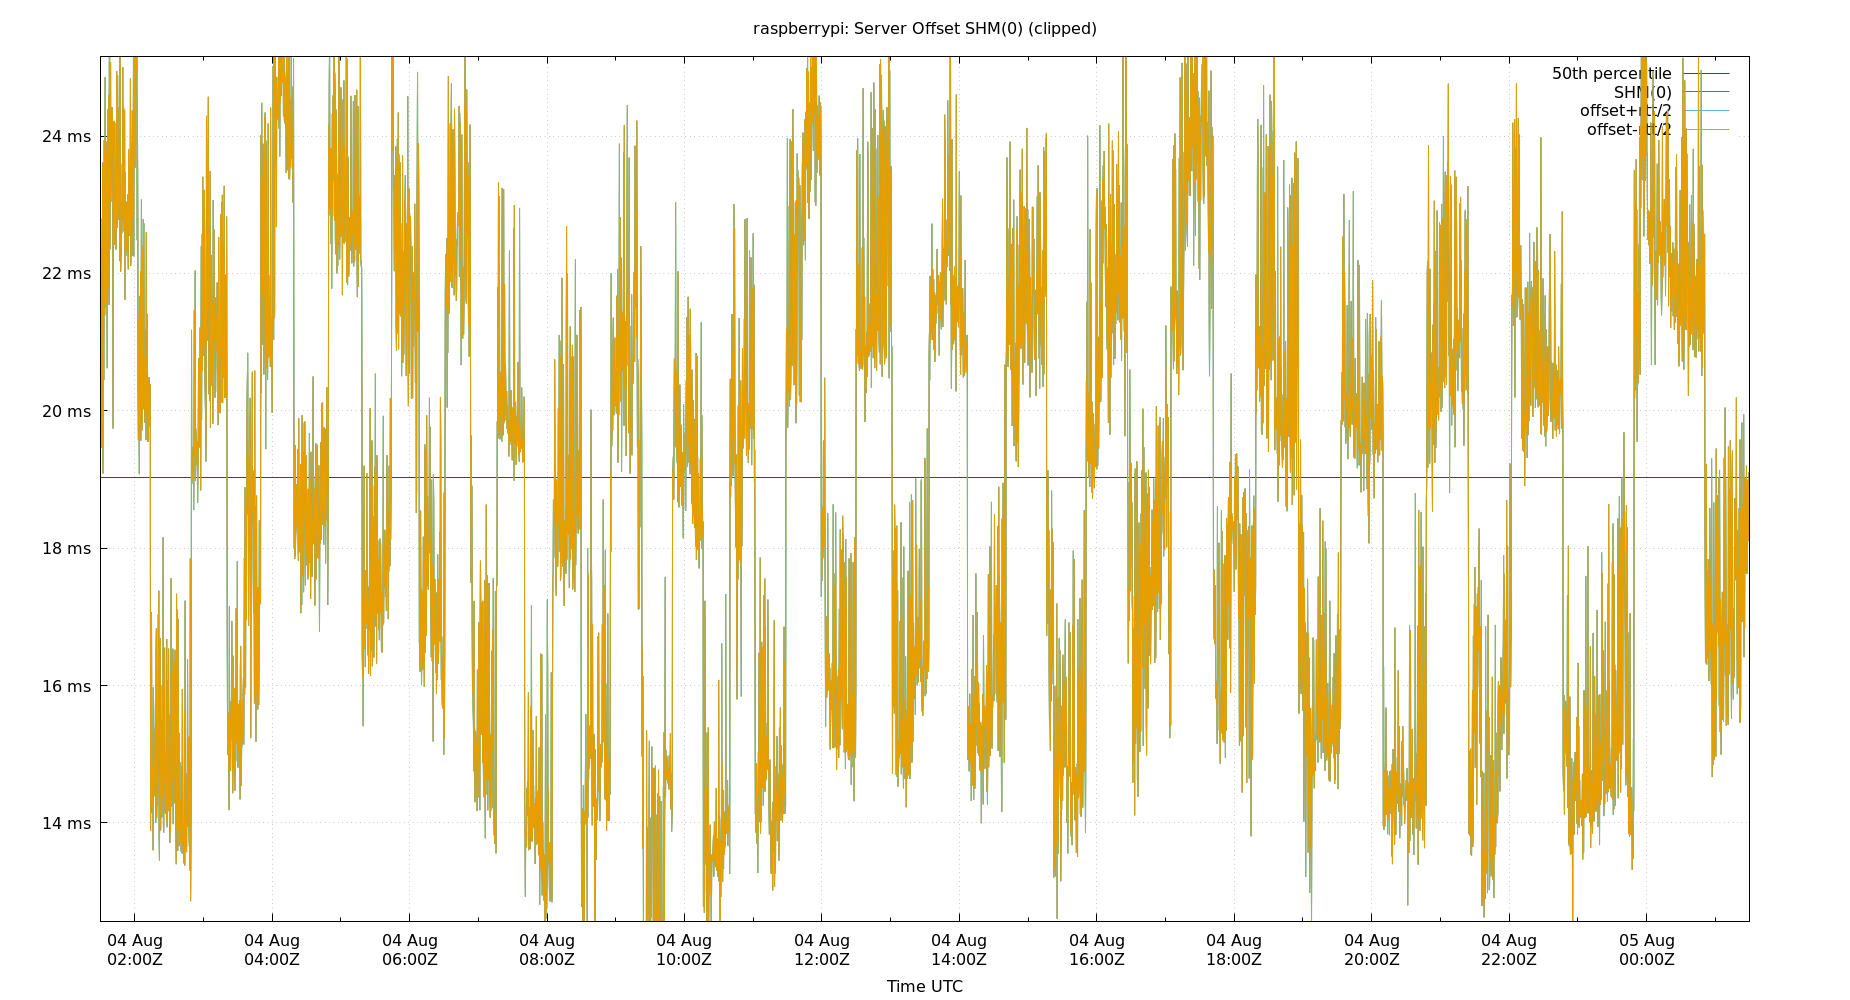 raspberrypi: Server Offset SHM(0) (clipped)
50th percentile
SHM(0)
offset+rtt/2
offset-rtt/2
24 ms
22 ms
20 ms
18 ms
16 ms
14 ms
04 Aug 04 Aug 04 Aug 04 Aug 04 Aug 04 Aug 04 Aug 04 Aug 04 Aug 04 Aug 04 Aug 05 Aug
02:00Z 04:00Z 06:00Z 08:00Z 10:00Z 12:00Z 14:00Z 16:00Z 18:00Z 20:00Z 22:00Z 00:00Z
Time UTC